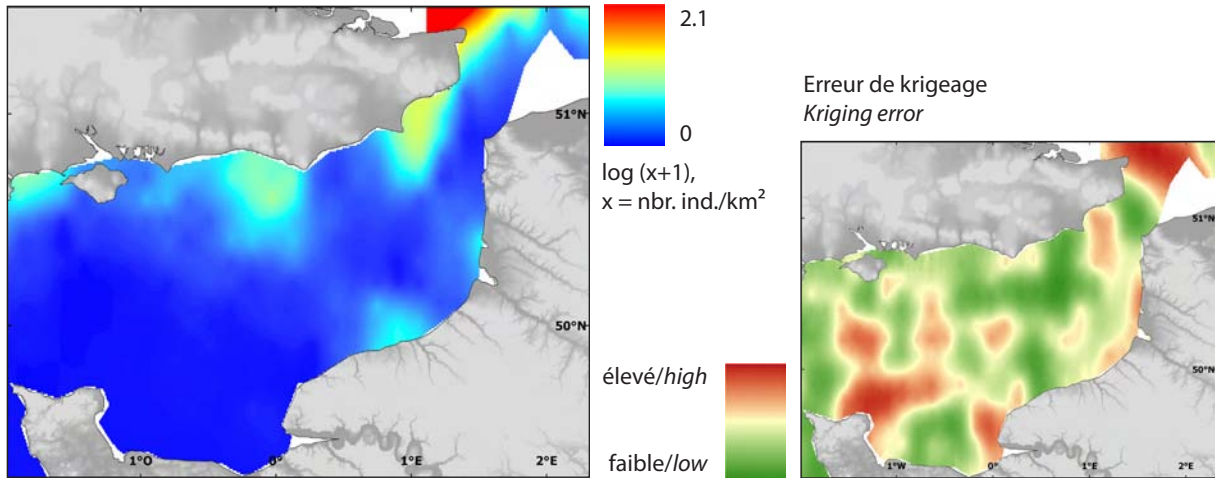 2.1
0
log (x+1),
x = nbr. ind./km²
51°N
50°N
1°O
0°
1°E
2°E
Erreur de krigeage
Kriging error
élevé/high
faible/low
51°N
50°N
1°W
0°
1°E
2°E